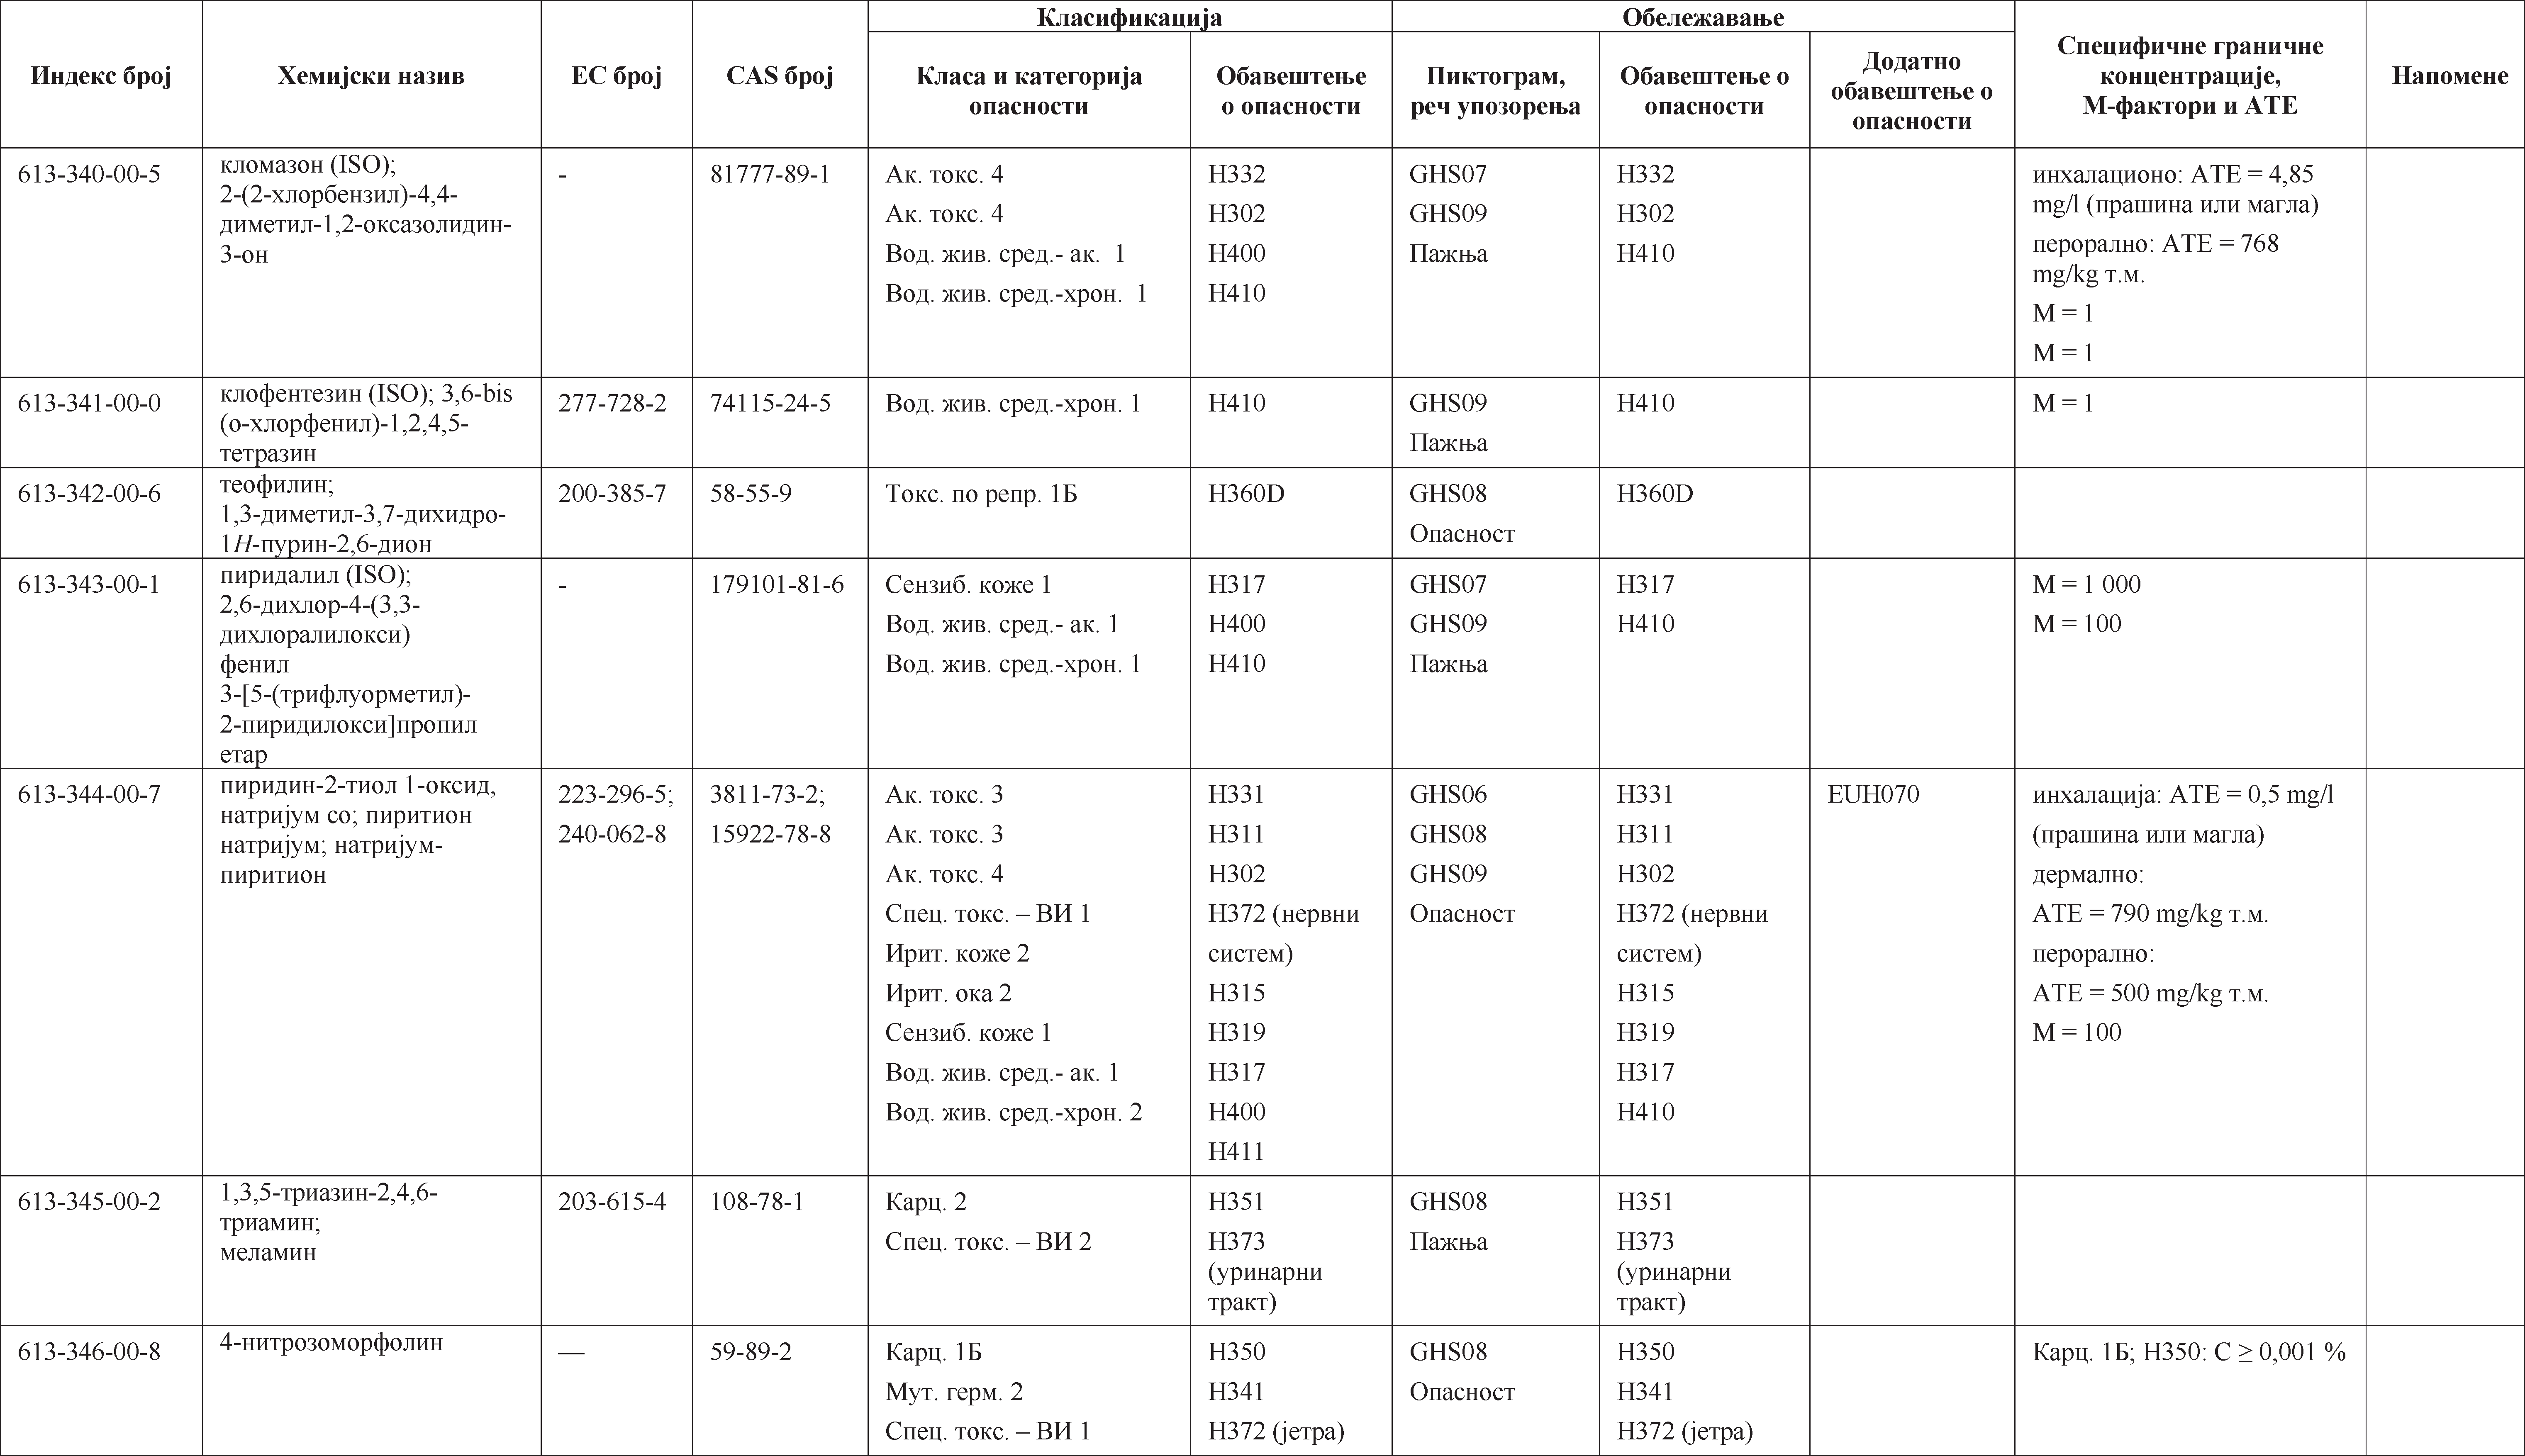 Индекс број
Хемијски назив
ЕС број
CAS број
Класификација
Класа и категорија
опасности
Обавештење
о опасности
Обележавање
Пиктограм,
реч упозорења
Обавештење о
опасности
Додатно
обавештење о
опасности
Специфичне граничне
концентрације,
М-фактори и АТЕ
Напомене
613-340-00-5
кломазон (ISO);
2-(2-хлорбензил)-4,4-
диметил-1,2-оксазолидин-
3-он
-
81777-89-1
Ак. токс. 4
Ак. токс. 4
Вод. жив. сред.- ак.  1
Вод. жив. сред.-хрон.  1
H332
H302
H400
H410
GHS07
GHS09
Пажња
H332
H302
H410
инхалационо: АТЕ = 4,85
mg/l (прашина или магла)
перорално: АТЕ = 768
mg/kg т.м.
М = 1
М = 1
613-341-00-0
клофентезин (ISO); 3,6-bis
(о-хлорфенил)-1,2,4,5-
тетразин
277-728-2
74115-24-5
Вод. жив. сред.-хрон. 1
H410
GHS09
Пажња
H410
М = 1
613-342-00-6
теофилин;
1,3-диметил-3,7-дихидро-
1H-пурин-2,6-дион
200-385-7
58-55-9
Токс. по репр. 1Б
H360D
GHS08
Опасност
H360D
613-343-00-1
пиридалил (ISO);
2,6-дихлор-4-(3,3-
дихлоралилокси)
фенил
3-[5-(трифлуорметил)-
2-пиридилокси]пропил
етар
-
179101-81-6
Сензиб. коже 1
Вод. жив. сред.- ак. 1
Вод. жив. сред.-хрон. 1
H317
H400
H410
GHS07
GHS09
Пажња
H317
H410
М = 1 000
М = 100
613-344-00-7
пиридин-2-тиол 1-оксид,
натријум со; пиритион
натријум; натријум-
пиритион
223-296-5;
240-062-8
3811-73-2;
15922-78-8
Ак. токс. 3
Ак. токс. 3
Ак. токс. 4
Спец. токс. – ВИ 1
Ирит. коже 2
Ирит. ока 2
Сензиб. коже 1
Вод. жив. сред.- ак. 1
Вод. жив. сред.-хрон. 2
H331
H311
H302
H372 (нервни
систем)
H315
H319
H317
H400
H411
GHS06
GHS08
GHS09
Опасност
H331
H311
H302
H372 (нервни
систем)
H315
H319
H317
H410
EUH070
инхалација: АТЕ = 0,5 mg/l
(прашина или магла)
дермално:
АТЕ = 790 mg/kg т.м.
перорално:
АТЕ = 500 mg/kg т.м.
М = 100
613-345-00-2
1,3,5-триазин-2,4,6-
триамин;
меламин
203-615-4
108-78-1
Карц. 2
Спец. токс. – ВИ 2
H351
H373
(уринарни
тракт)
GHS08
Пажња
H351
H373
(уринарни
тракт)
613-346-00-8
4-нитрозоморфолин
—
59-89-2
Карц. 1Б
Мут. герм. 2
Спец. токс. – ВИ 1
H350
H341
H372 (јетра)
GHS08
Опасност
H350
H341
H372 (јетра)
Карц. 1Б; H350: C ≥ 0,001 %